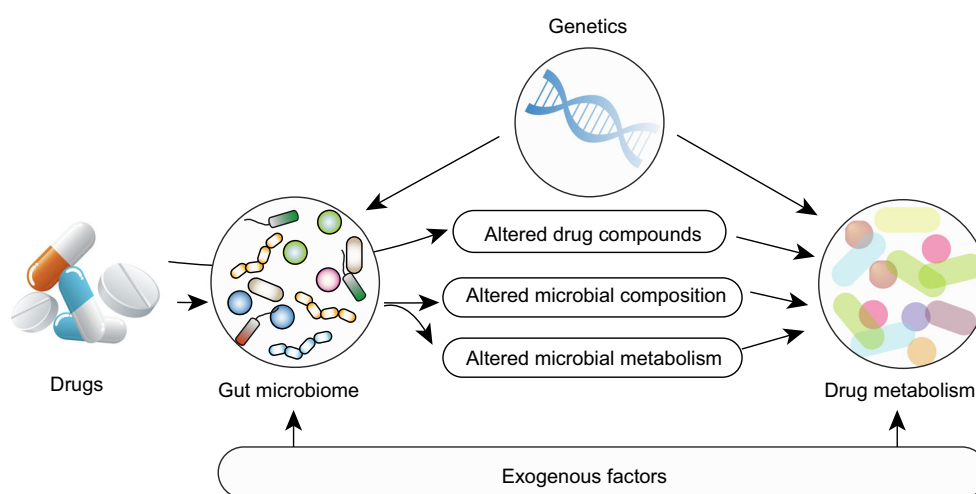 Genetics
Altered drug compounds
Altered microbial composition
Altered microbial metabolism
Drugs
Gut microbiome
Drug metabolism
Exogenous factors